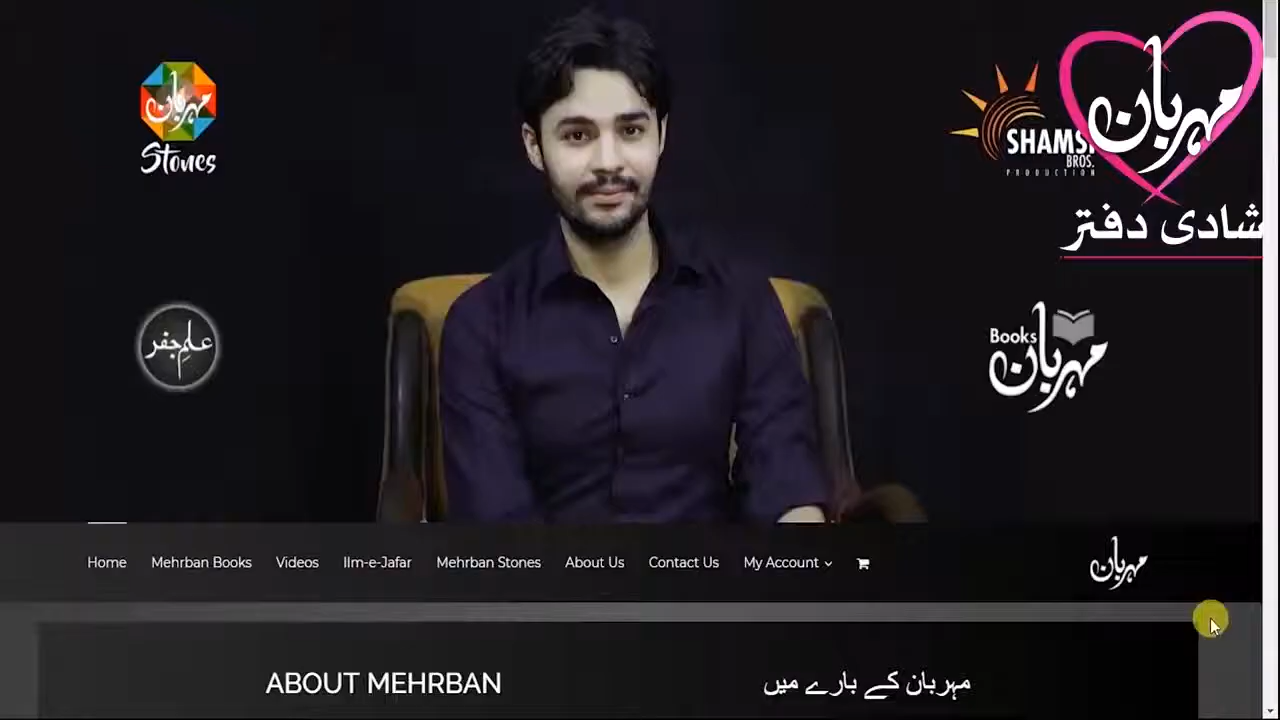 مہربان
Stones
SHAMSI
BROS.
PRODUCTION
مہربان
شادی دفتر
علمِ جفر
Books
مہربان
Home Mehrban Books Videos Ilm-e-Jafar Mehrban Stones About Us Contact Us My Account
مہربان
ABOUT MEHRBAN
مہربان کے بارے میں